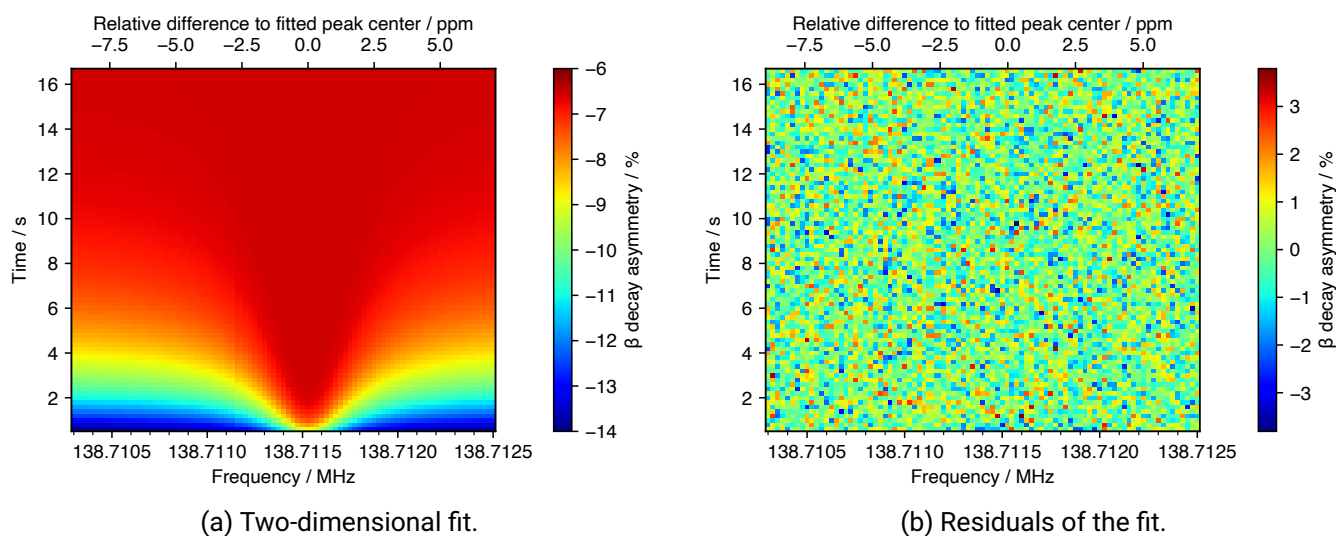 Relative difference to fitted peak center / ppm
−7.5 −5.0 −2.5 0.0 2.5 5.0
16
14
12
10
8
6
4
2
Time / s
138.7105 138.7110 138.7115 138.7120 138.7125
Frequency / MHz
−6
−7
−8
−9
−10
−11
−12
−13
−14
β decay asymmetry / %
(a) Two-dimensional fit.
Relative difference to fitted peak center / ppm
−7.5 −5.0 −2.5 0.0 2.5 5.0
16
14
12
10
8
6
4
2
Time / s
138.7105 138.7110 138.7115 138.7120 138.7125
Frequency / MHz
3
2
1
0
−1
−2
−3
β decay asymmetry / %
(b) Residuals of the fit.